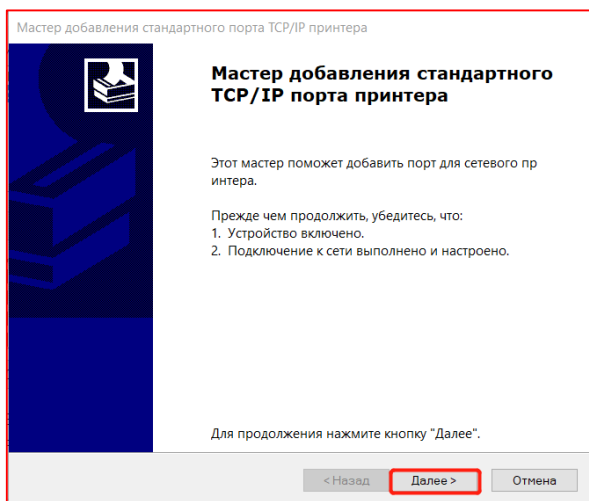 Мастер добавления стандартного порта TCP/IP принтера
Мастер добавления стандартного
TCP/IP порта принтера
Этот мастер поможет добавить порт для сетевого пр
интера.
Прежде чем продолжить, убедитесь, что:
1. Устройство включено.
2. Подключение к сети выполнено и настроено.
Для продолжения нажмите кнопку "Далее".
< Назад Далее > Отмена